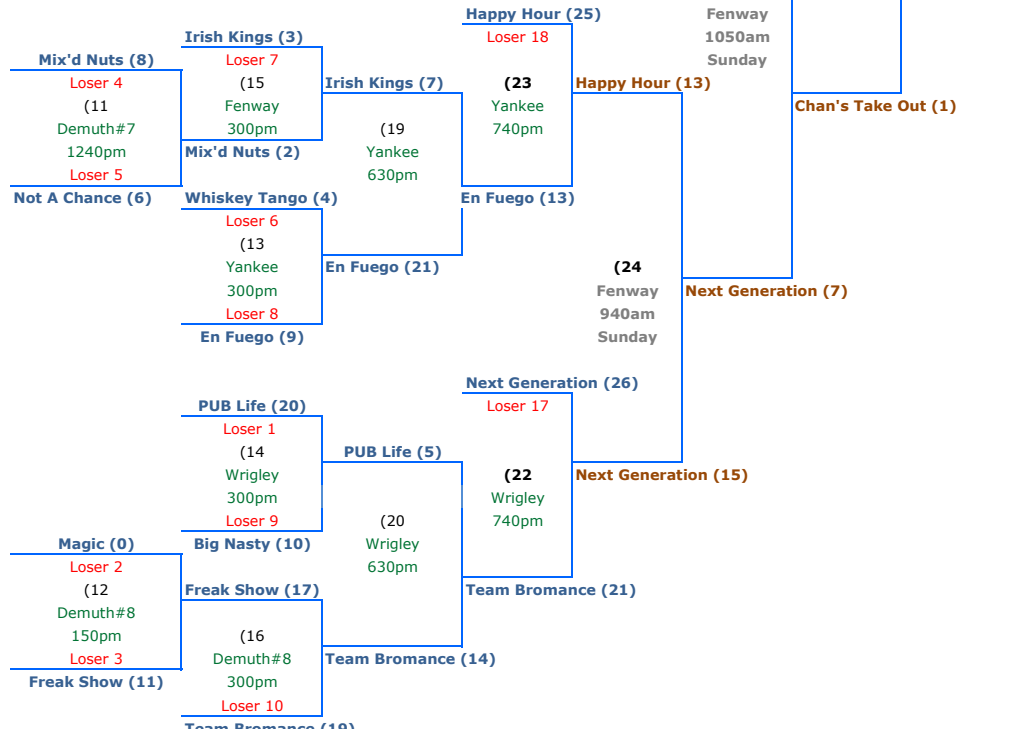 Happy Hour (25)
Fenway
Irish Kings (3)
Loser 18
1050am
Mix'd Nuts (8)
Loser 7
Sunday
Loser 4
(15
Irish Kings (7)
(23
Happy Hour (13)
(11
Fenway
Yankee
Chan's Take Out (1)
Demuth#7
300pm
(19
740pm
1240pm
Mix'd Nuts (2)
Yankee
Loser 5
630pm
Not A Chance (6)
Whiskey Tango (4)
En Fuego (13)
Loser 6
(13
Yankee
En Fuego (21)
(24
300pm
Fenway
Next Generation (7)
Loser 8
940am
En Fuego (9)
Sunday
Next Generation (26)
PUB Life (20)
Loser 17
Loser 1
(14
PUB Life (5)
Wrigley
(22
Next Generation (15)
300pm
Wrigley
Loser 9
(20
740pm
Magic (0)
Big Nasty (10)
Wrigley
Loser 2
630pm
(12
Freak Show (17)
Team Bromance (21)
Demuth#8
150pm
(16
Loser 3
Demuth#8
Team Bromance (14)
Freak Show (11)
300pm
Loser 10
Team Bromance (19)